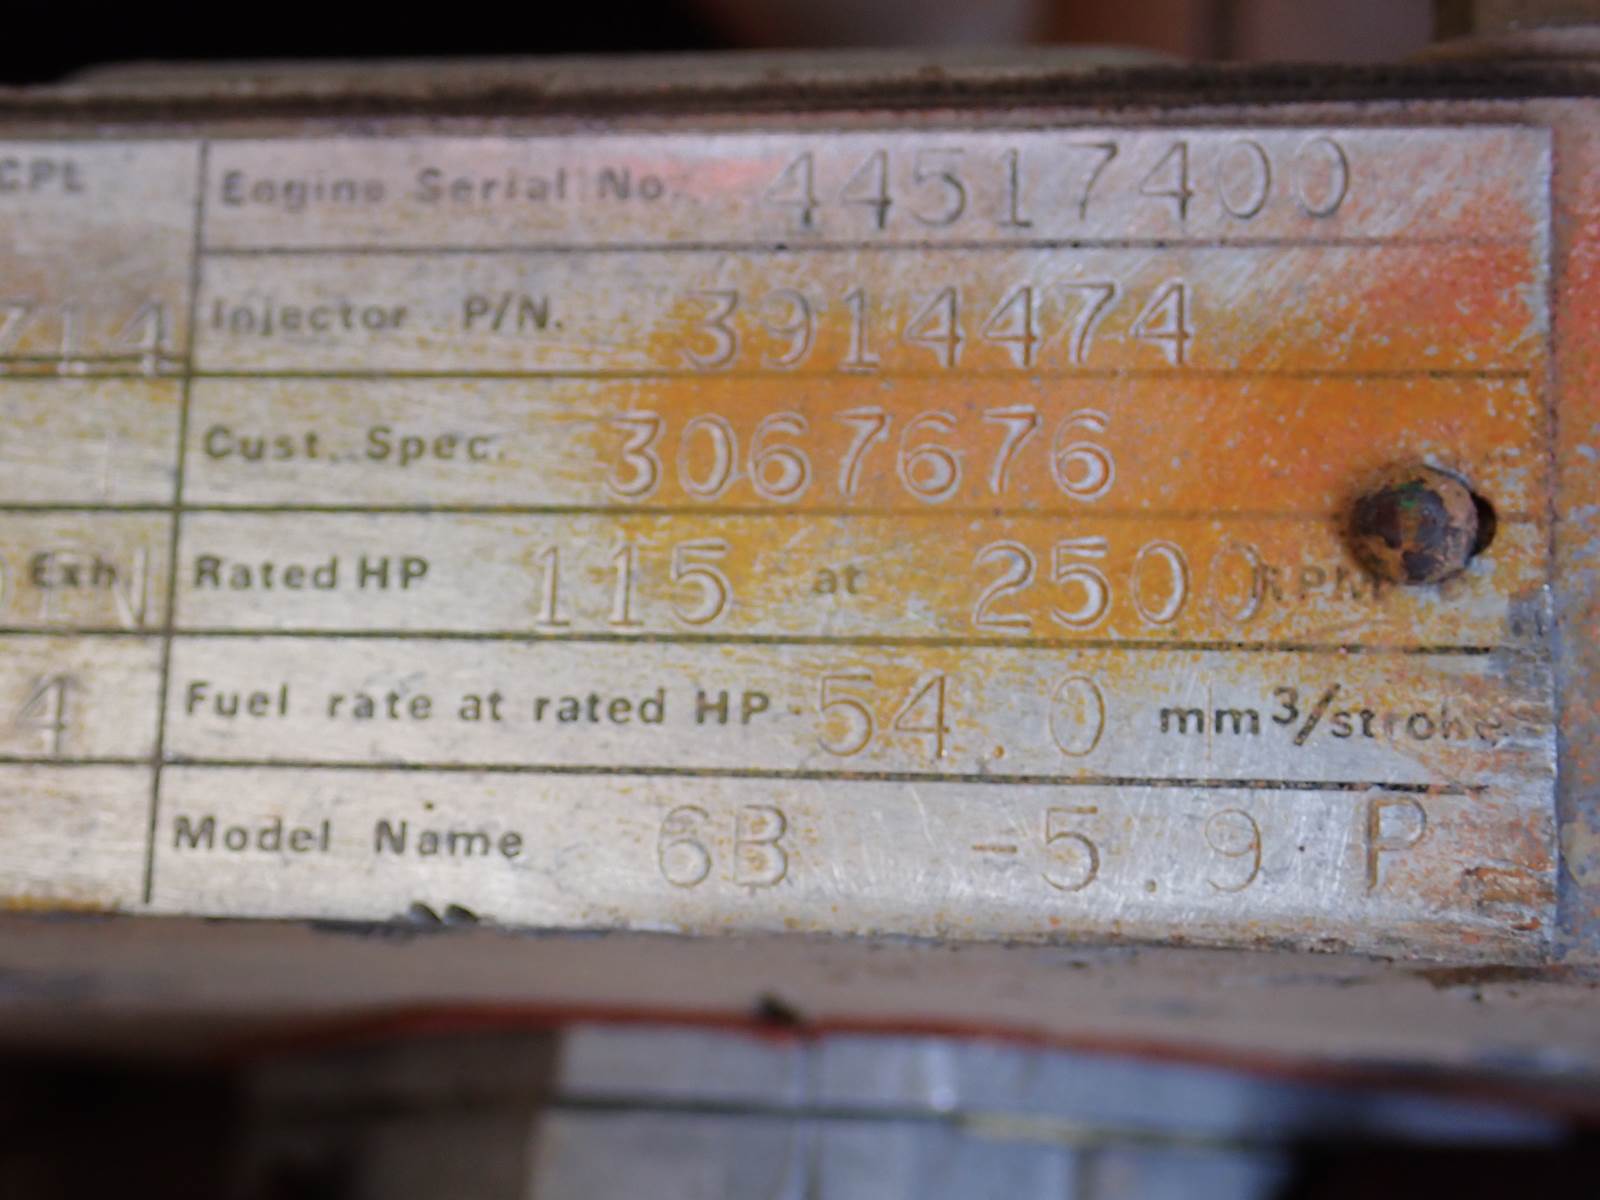 CPL Engine Serial No. 44517400
714 Injector P/N. 3914474
Cust. Spec. 3067676
Exh. Rated HP 115 at 2500 RPM
4 Fuel rate at rated HP 54.0 mm3/stroke
Model Name 6B -5.9 P